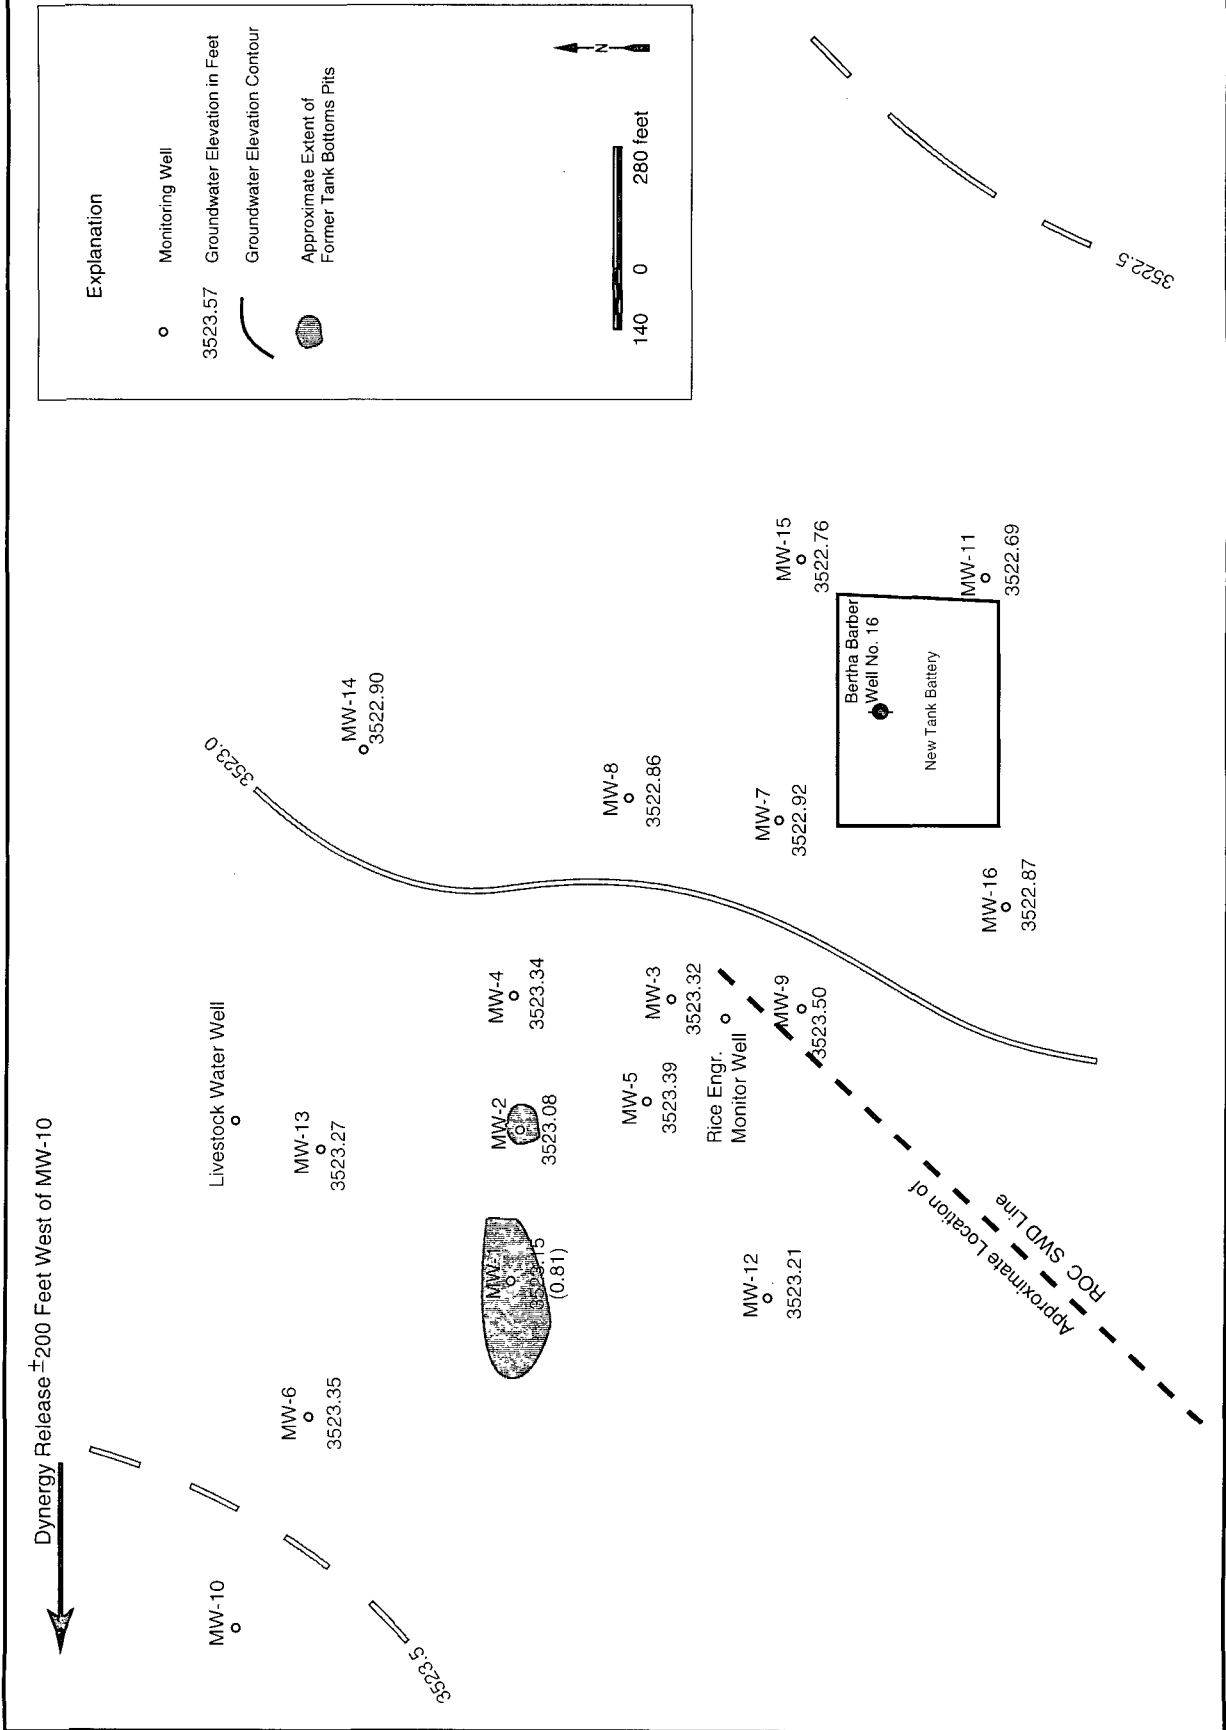 Explanation
Monitoring Well
3523.57 Groundwater Elevation in Feet
Groundwater Elevation Contour
Approximate Extent of
Former Tank Bottoms Pits
N
140 0 280 feet
Dynergy Release ±200 Feet West of MW-10
MW-10
3523.5
MW-6
3523.35
Livestock Water Well
MW-13
3523.27
3523.0
MW-14
3522.90
MW-1
3523.15
(0.81)
MW-2
3523.08
MW-4
3523.34
MW-5
3523.39
MW-3
3523.32
MW-8
3522.86
Rice Engr.
Monitor Well
MW-12
3523.21
MW-9
3523.50
MW-7
3522.92
MW-15
3522.76
Bertha Barber
Well No. 16
New Tank Battery
MW-11
3522.69
MW-16
3522.87
Approximate Location of
ROC SWD Line
3522.5